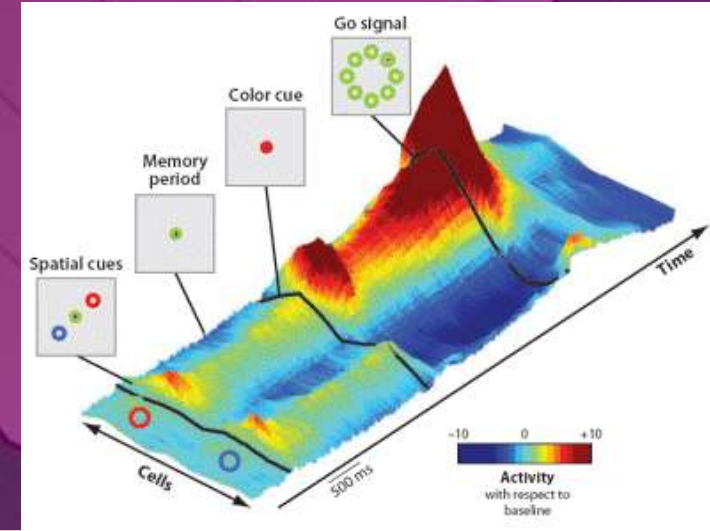 Go signal
Color cue
Memory
period
Spatial cues
Time
Cells
500 ms
-10 0 +10
Activity
with respect to
baseline